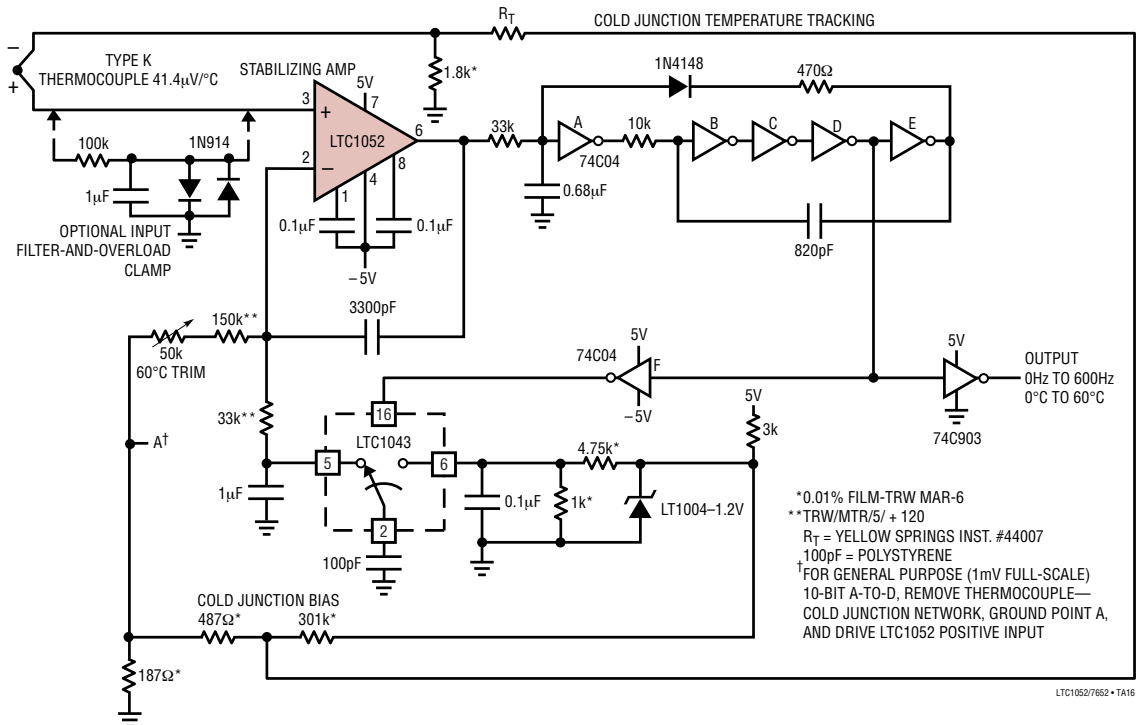 R_T
COLD JUNCTION TEMPERATURE TRACKING
–
+
TYPE K
THERMOCOUPLE 41.4µV/°C
STABILIZING AMP
1.8k*
1N4148
470Ω
5V
7
3
+
LTC1052
6
2
–
8
4
1
33k
A
74C04
10k
B
C
D
E
100k
1N914
1µF
0.68µF
0.1µF
0.1µF
820pF
OPTIONAL INPUT
FILTER-AND-OVERLOAD
CLAMP
–5V
3300pF
150k**
50k
60°C TRIM
74C04
5V
F
–5V
5V
OUTPUT
0Hz TO 600Hz
0°C TO 60°C
74C903
33k**
16
LTC1043
5V
3k
A†
5
6
4.75k*
1µF
0.1µF
1k*
LT1004–1.2V
2
100pF
*0.01% FILM-TRW MAR-6
**TRW/MTR/5/ + 120
R_T = YELLOW SPRINGS INST. #44007
100pF = POLYSTYRENE
†FOR GENERAL PURPOSE (1mV FULL-SCALE)
10-BIT A-TO-D, REMOVE THERMOCOUPLE—
COLD JUNCTION NETWORK, GROUND POINT A,
AND DRIVE LTC1052 POSITIVE INPUT
COLD JUNCTION BIAS
487Ω*
301k*
187Ω*
LTC1052/7652 • TA16